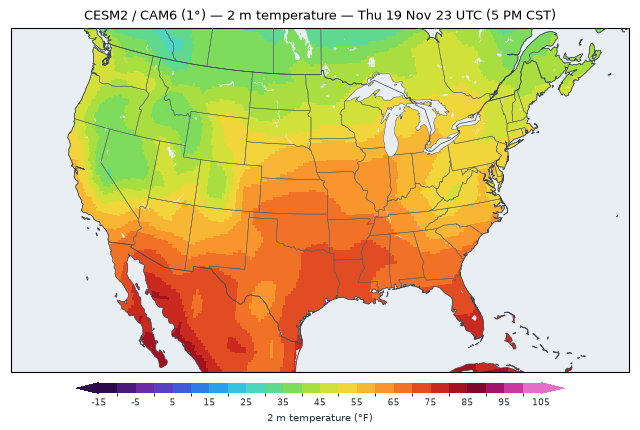 CESM2 / CAM6 (1°) — 2 m temperature — Thu 19 Nov 23 UTC (5 PM CST)
-15 -5 5 15 25 35 45 55 65 75 85 95 105
2 m temperature (°F)